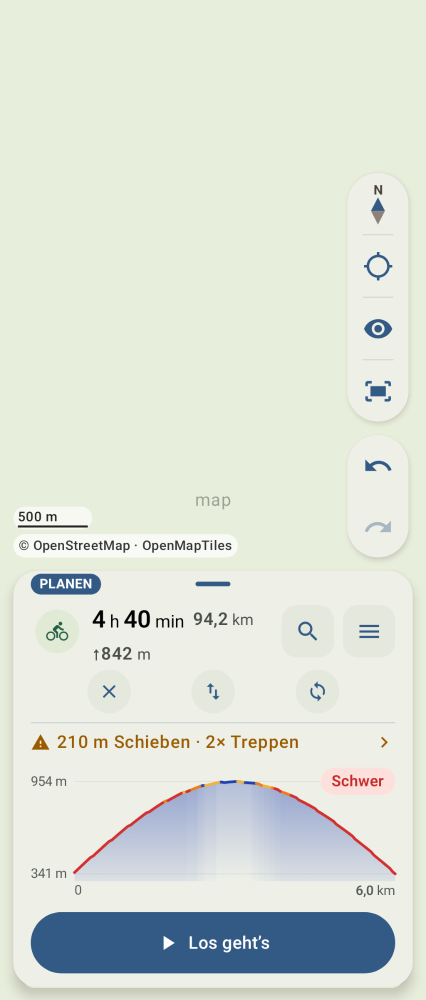 N
map
500 m
© OpenStreetMap · OpenMapTiles
PLANEN
4 h 40 min 94,2 km
↑842 m
210 m Schieben · 2× Treppen
954 m
Schwer
341 m
0
6,0 km
Los geht’s